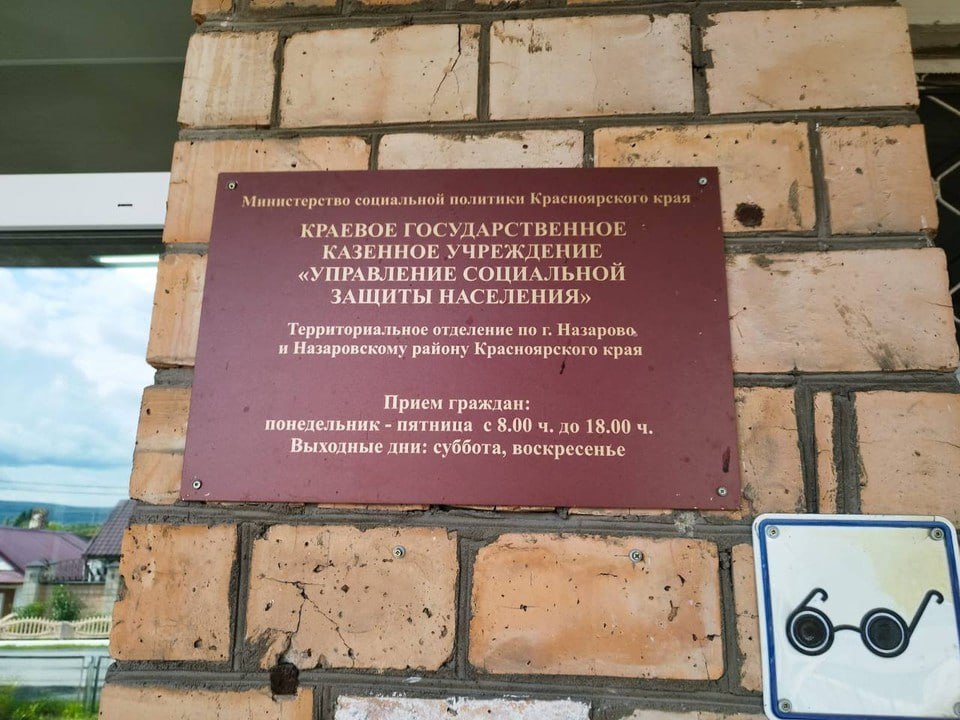 Министерство социальной политики Красноярского края
КРАЕВОЕ ГОСУДАРСТВЕННОЕ
КАЗЕННОЕ УЧРЕЖДЕНИЕ
«УПРАВЛЕНИЕ СОЦИАЛЬНОЙ
ЗАЩИТЫ НАСЕЛЕНИЯ»
Территориальное отделение по г. Назарово
и Назаровскому району Красноярского края
Прием граждан:
понедельник - пятница с 8.00 ч. до 18.00 ч.
Выходные дни: суббота, воскресенье